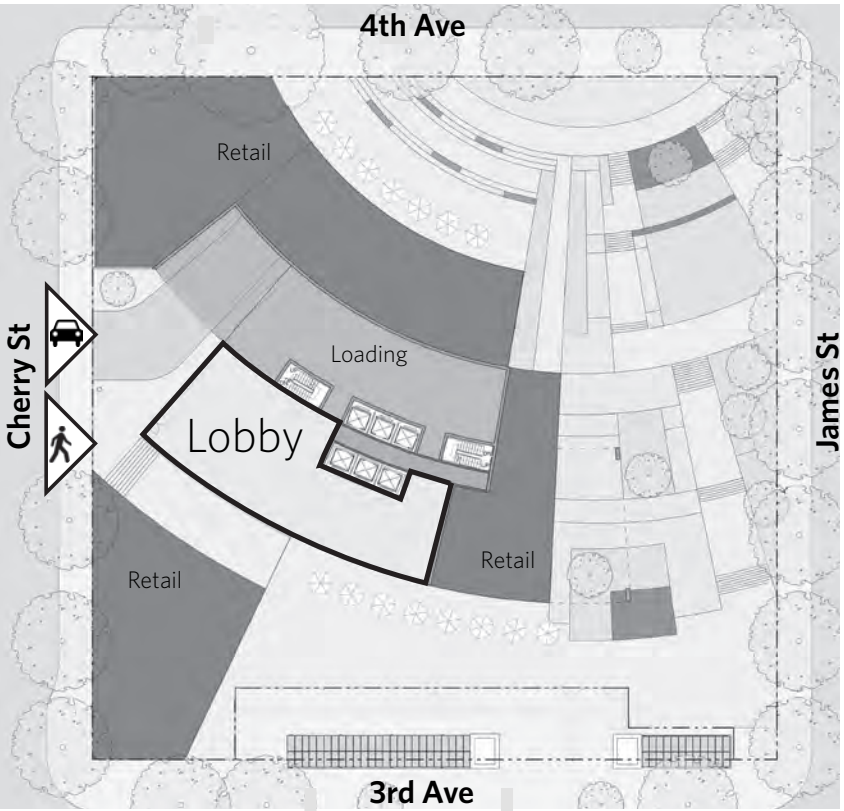 4th Ave
Retail
Cherry St
Loading
James St
Lobby
Retail
Retail
3rd Ave